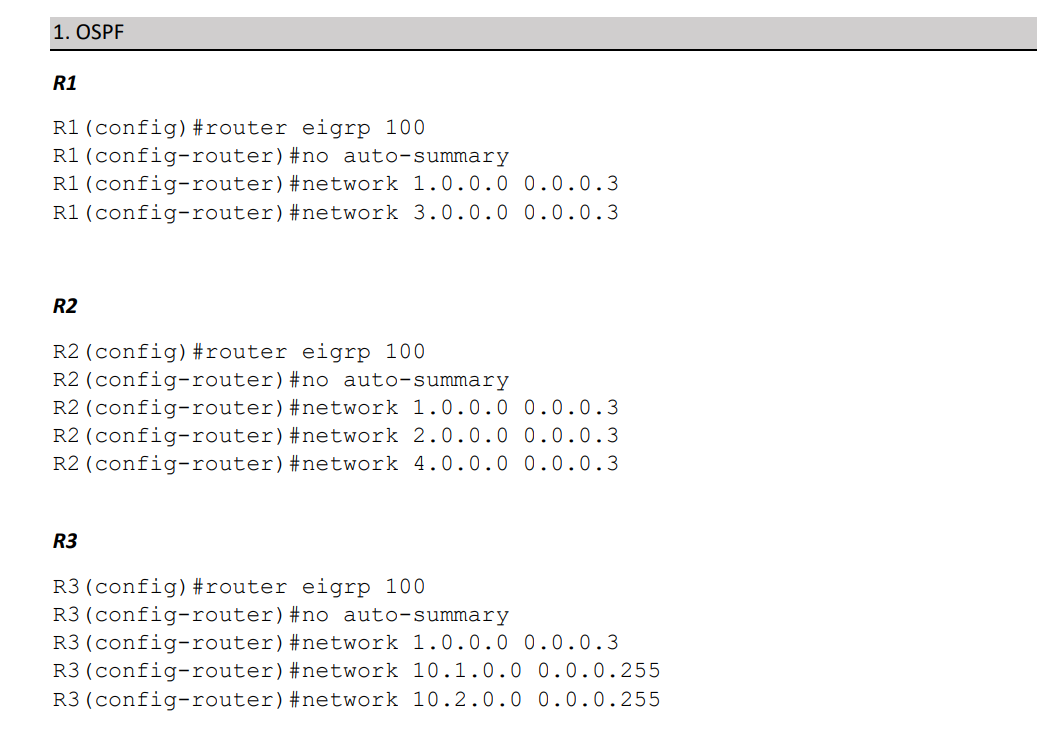 1. OSPF
R1
R1(config)#router eigrp 100
R1(config-router)#no auto-summary
R1(config-router)#network 1.0.0.0 0.0.0.3
R1(config-router)#network 3.0.0.0 0.0.0.3
R2
R2(config)#router eigrp 100
R2(config-router)#no auto-summary
R2(config-router)#network 1.0.0.0 0.0.0.3
R2(config-router)#network 2.0.0.0 0.0.0.3
R2(config-router)#network 4.0.0.0 0.0.0.3
R3
R3(config)#router eigrp 100
R3(config-router)#no auto-summary
R3(config-router)#network 1.0.0.0 0.0.0.3
R3(config-router)#network 10.1.0.0 0.0.0.255
R3(config-router)#network 10.2.0.0 0.0.0.255